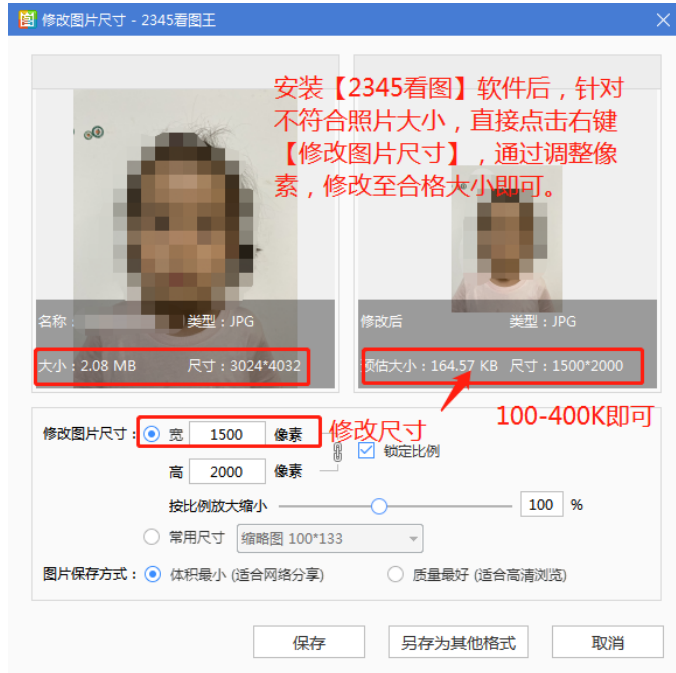 修改图片尺寸 - 2345看图王
安装【2345看图】软件后，针对
不符合照片大小，直接点击右键
【修改图片尺寸】，通过调整像
素，修改至合格大小即可。
名称： 类型：JPG
大小：2.08 MB 尺寸：3024*4032
修改后 类型：JPG
预估大小：164.57 KB 尺寸：1500*2000
100-400K即可
修改图片尺寸： 宽 1500 像素
修改尺寸
锁定比例
高 2000 像素
按比例放大缩小 100 %
常用尺寸 缩略图 100*133
图片保存方式： 体积最小 (适合网络分享) 质量最好 (适合高清浏览)
保存 另存为其他格式 取消